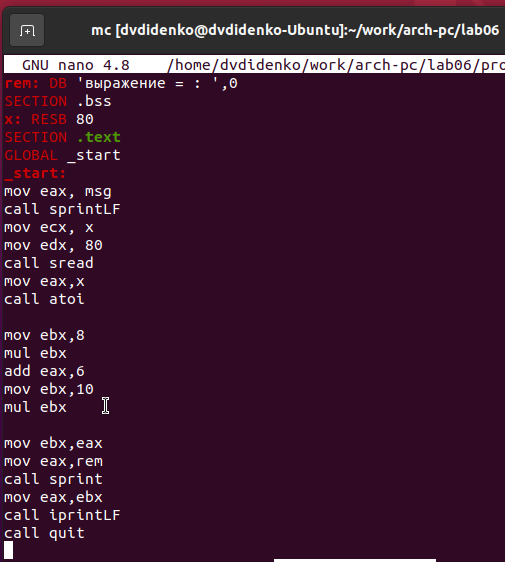 mc [dvdidenko@dvdidenko-Ubuntu]:~/work/arch-pc/lab06
GNU nano 4.8    /home/dvdidenko/work/arch-pc/lab06/pro
rem: DB 'выражение = : ',0
SECTION .bss
x: RESB 80
SECTION .text
GLOBAL _start
_start:
mov eax, msg
call sprintLF
mov ecx, x
mov edx, 80
call sread
mov eax,x
call atoi
mov ebx,8
mul ebx
add eax,6
mov ebx,10
mul ebx
mov ebx,eax
mov eax,rem
call sprint
mov eax,ebx
call iprintLF
call quit